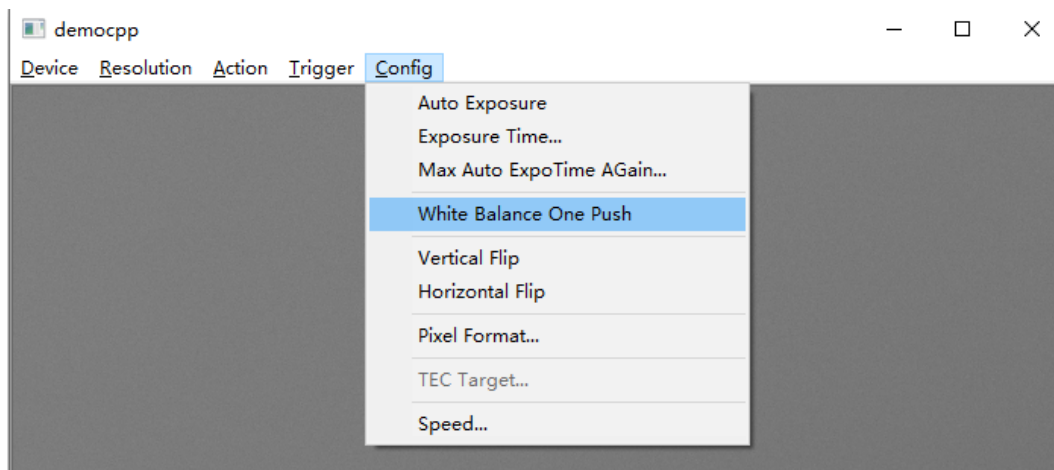 democpp
Device Resolution Action Trigger Config
Auto Exposure
Exposure Time...
Max Auto ExpoTime AGain...
White Balance One Push
Vertical Flip
Horizontal Flip
Pixel Format...
TEC Target...
Speed...